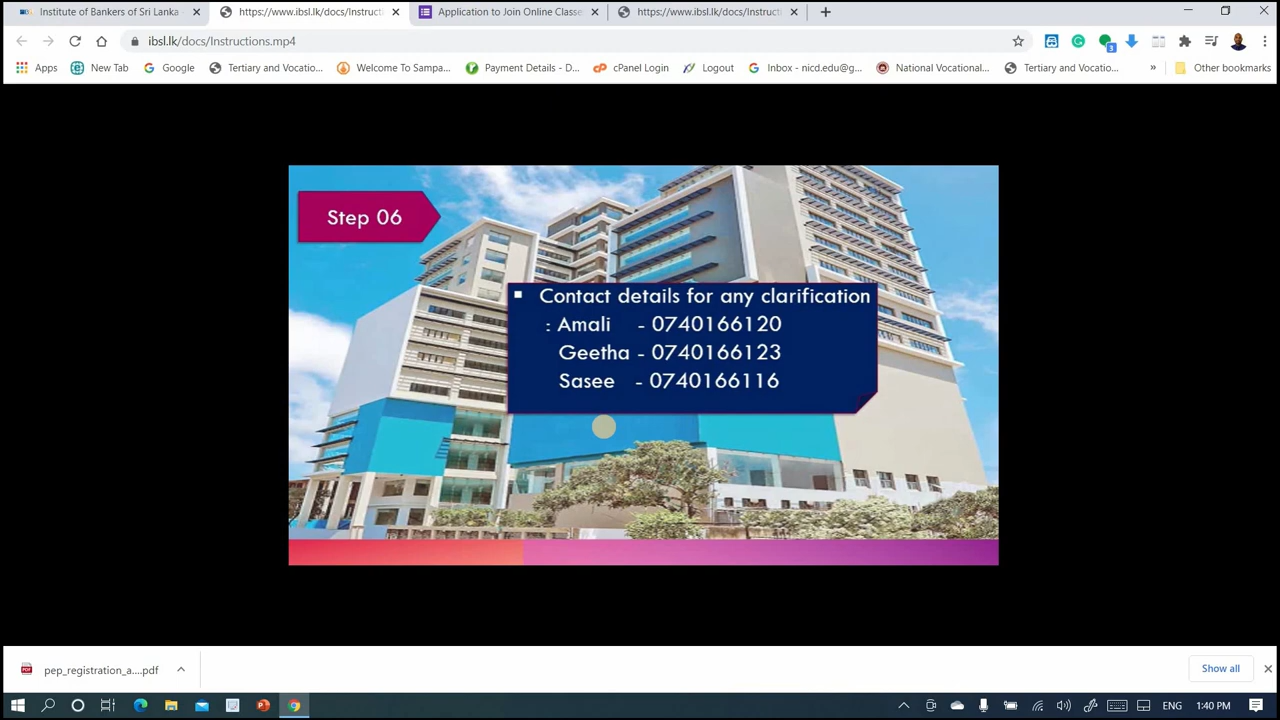 Institute of Bankers of Sri Lanka
https://www.ibsl.lk/docs/Instructi
Application to Join Online Classe
https://www.ibsl.lk/docs/Instructi
ibsl.lk/docs/Instructions.mp4
3
Apps
New Tab
Google
Tertiary and Vocatio...
Welcome To Sampa...
Payment Details - D...
cPanel Login
Logout
Inbox - nicd.edu@g...
National Vocational...
Tertiary and Vocatio...
»
Other bookmarks
Step 06
▪ Contact details for any clarification
: Amali - 0740166120
Geetha - 0740166123
Sasee - 0740166116
PDF
pep_registration_a....pdf
Show all
ENG
1:40 PM